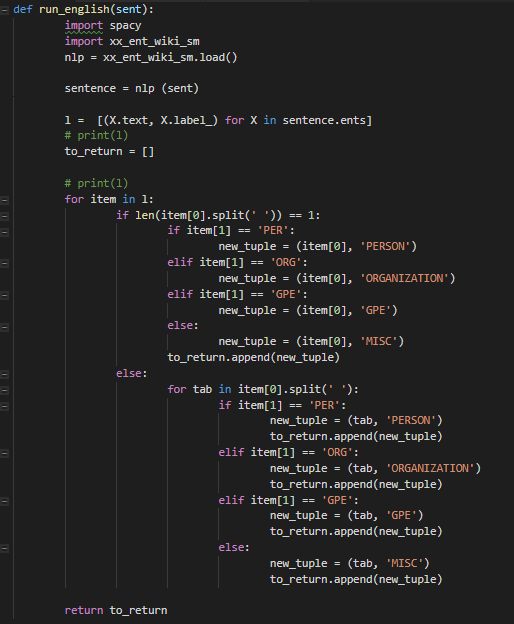 def run_english(sent):
import spacy
import xx_ent_wiki_sm
nlp = xx_ent_wiki_sm.load()
sentence = nlp (sent)
l =  [(X.text, X.label_) for X in sentence.ents]
# print(l)
to_return = []
# print(l)
for item in l:
if len(item[0].split(' ')) == 1:
if item[1] == 'PER':
new_tuple = (item[0], 'PERSON')
elif item[1] == 'ORG':
new_tuple = (item[0], 'ORGANIZATION')
elif item[1] == 'GPE':
new_tuple = (item[0], 'GPE')
else:
new_tuple = (item[0], 'MISC')
to_return.append(new_tuple)
else:
for tab in item[0].split(' '):
if item[1] == 'PER':
new_tuple = (tab, 'PERSON')
to_return.append(new_tuple)
elif item[1] == 'ORG':
new_tuple = (tab, 'ORGANIZATION')
to_return.append(new_tuple)
elif item[1] == 'GPE':
new_tuple = (tab, 'GPE')
to_return.append(new_tuple)
else:
new_tuple = (tab, 'MISC')
to_return.append(new_tuple)
return to_return